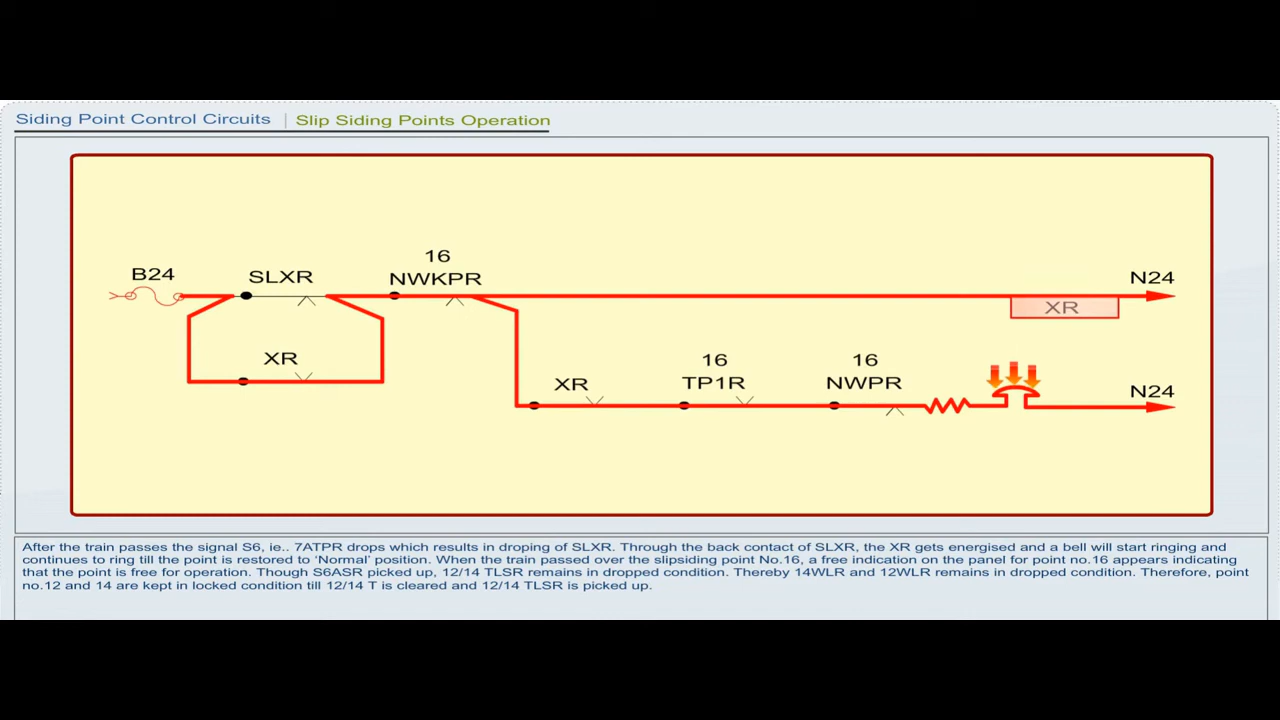 Siding Point Control Circuits | Slip Siding Points Operation
B24
SLXR
16
NWKPR
N24
XR
XR
XR
16
TP1R
16
NWPR
N24
After the train passes the signal S6, ie.. 7ATPR drops which results in droping of SLXR. Through the back contact of SLXR, the XR gets energised and a bell will start ringing and
continues to ring till the point is restored to ‘Normal’ position. When the train passed over the slipsiding point No.16, a free indication on the panel for point no.16 appears indicating
that the point is free for operation. Though S6ASR picked up, 12/14 TLSR remains in dropped condition. Thereby 14WLR and 12WLR remains in dropped condition. Therefore, point
no.12 and 14 are kept in locked condition till 12/14 T is cleared and 12/14 TLSR is picked up.